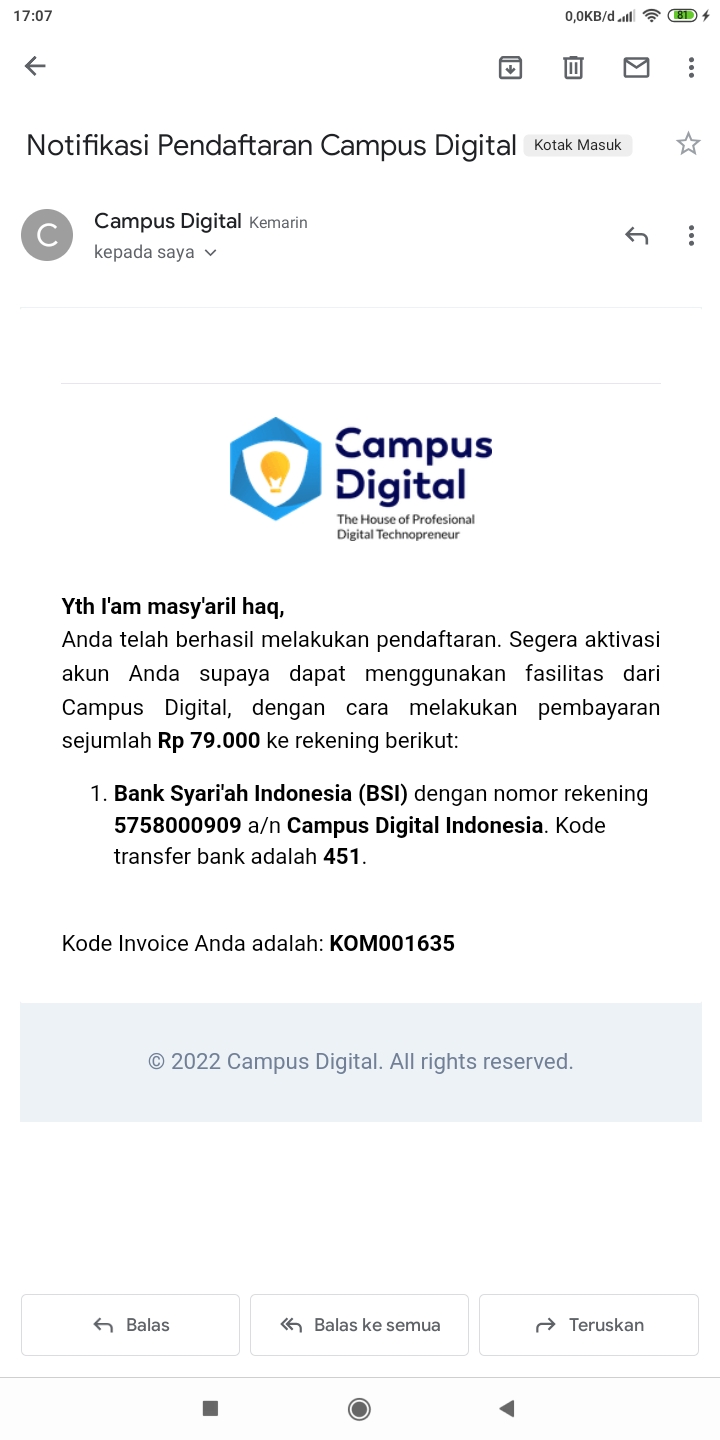 17:07
0,0KB/d
81
Notifikasi Pendaftaran Campus Digital Kotak Masuk
C
Campus Digital Kemarin
kepada saya
Campus
Digital
The House of Profesional
Digital Technopreneur
Yth I'am masy'aril haq,
Anda telah berhasil melakukan pendaftaran. Segera aktivasi
akun Anda supaya dapat menggunakan fasilitas dari
Campus Digital, dengan cara melakukan pembayaran
sejumlah Rp 79.000 ke rekening berikut:
1. Bank Syari'ah Indonesia (BSI) dengan nomor rekening
5758000909 a/n Campus Digital Indonesia. Kode
transfer bank adalah 451.
Kode Invoice Anda adalah: KOM001635
© 2022 Campus Digital. All rights reserved.
Balas
Balas ke semua
Teruskan